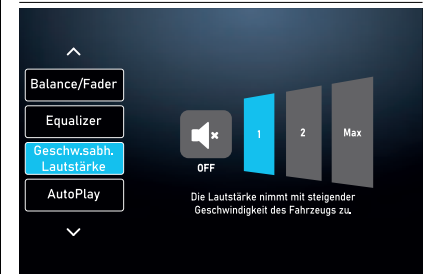 Balance/Fader
Equalizer
Geschw.sabh.
Lautstärke
AutoPlay
OFF
1
2
Max
Die Lautstärke nimmt mit steigender
Geschwindigkeit des Fahrzeugs zu.